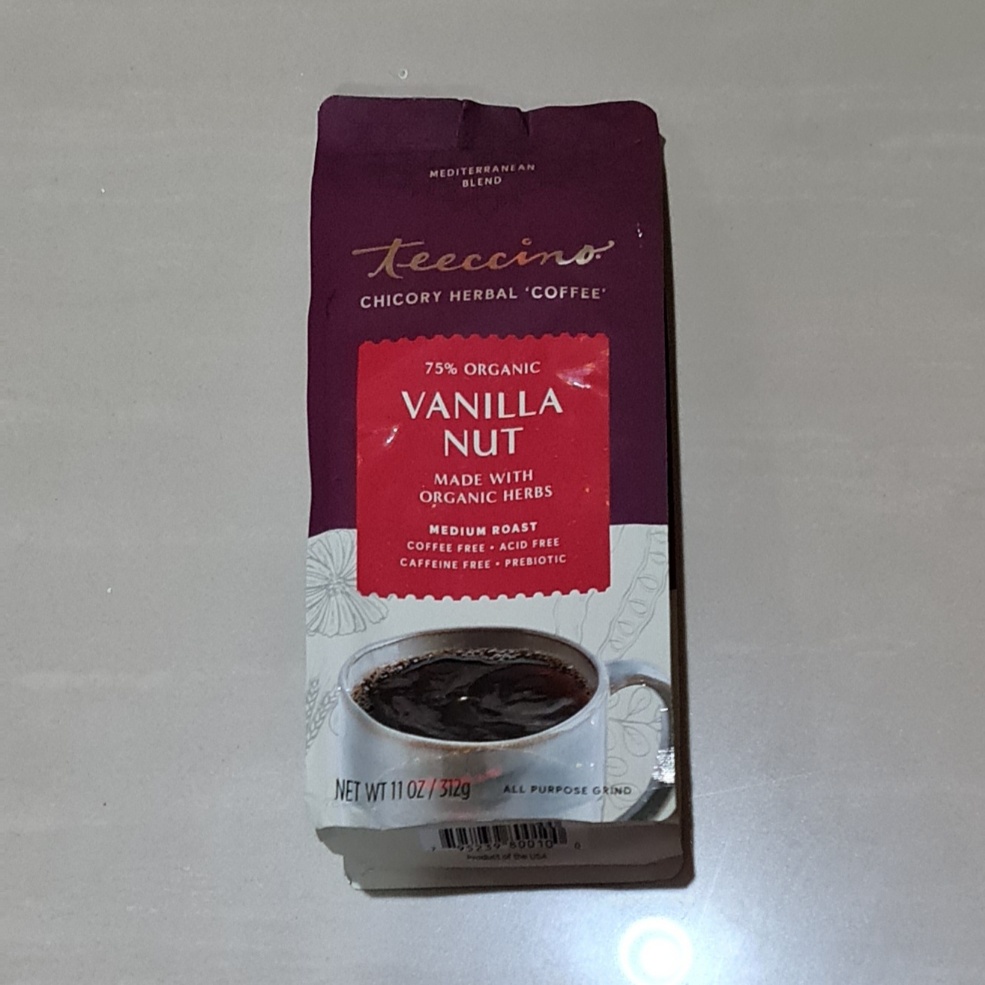 MEDITERRANEAN
BLEND
teeccino
CHICORY HERBAL 'COFFEE'
75% ORGANIC
VANILLA
NUT
MADE WITH
ORGANIC HERBS
MEDIUM ROAST
COFFEE FREE • ACID FREE
CAFFEINE FREE • PREBIOTIC
NET WT 11 OZ / 312g
ALL PURPOSE GRIND
Product of the USA